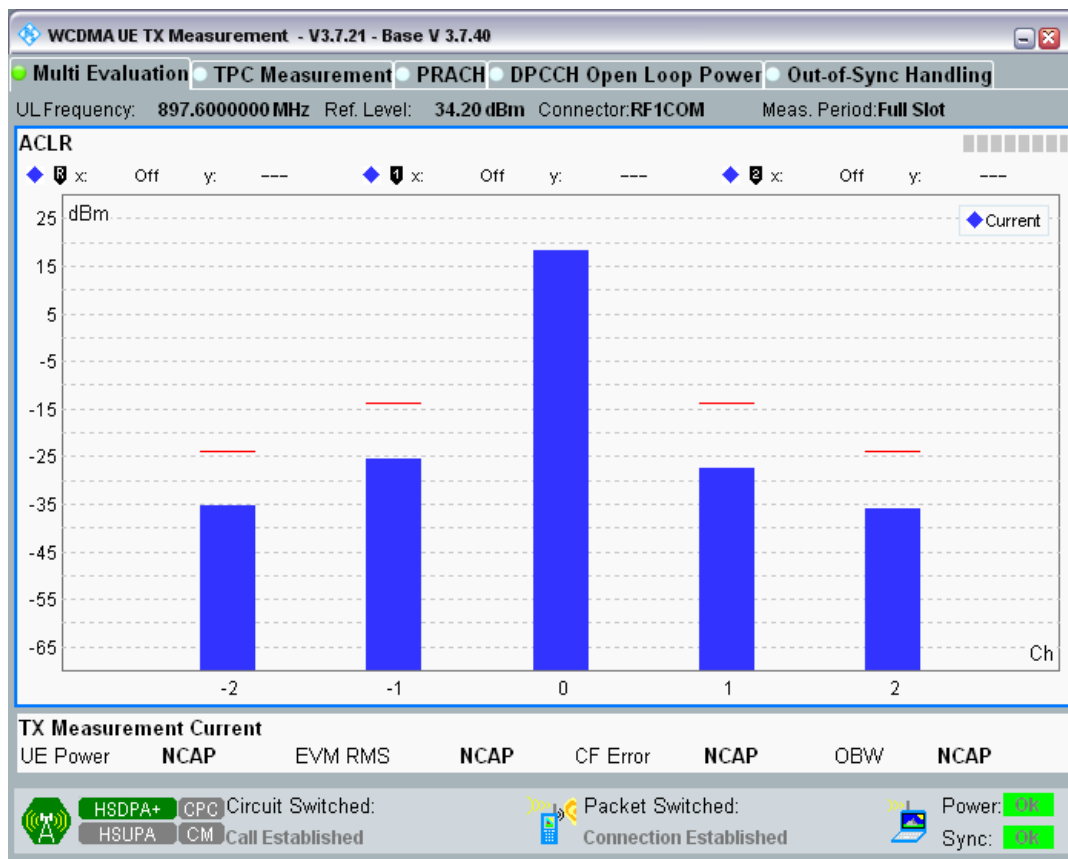 WCDMA UE TX Measurement - V3.7.21 - Base V 3.7.40
Multi Evaluation TPC Measurement PRACH DPCCH Open Loop Power Out-of-Sync Handling
UL Frequency: 897.6000000 MHz Ref. Level: 34.20 dBm Connector:RF1COM Meas. Period:Full Slot
ACLR
R x: Off y: --- 1 x: Off y: --- 2 x: Off y: ---
dBm
Current
25
15
5
-5
-15
-25
-35
-45
-55
-65
Ch
-2 -1 0 1 2
TX Measurement Current
UE Power NCAP EVM RMS NCAP CF Error NCAP OBW NCAP
HSDPA+ CPC Circuit Switched: Packet Switched: Power: OK
HSUPA CM Call Established Connection Established Sync: OK